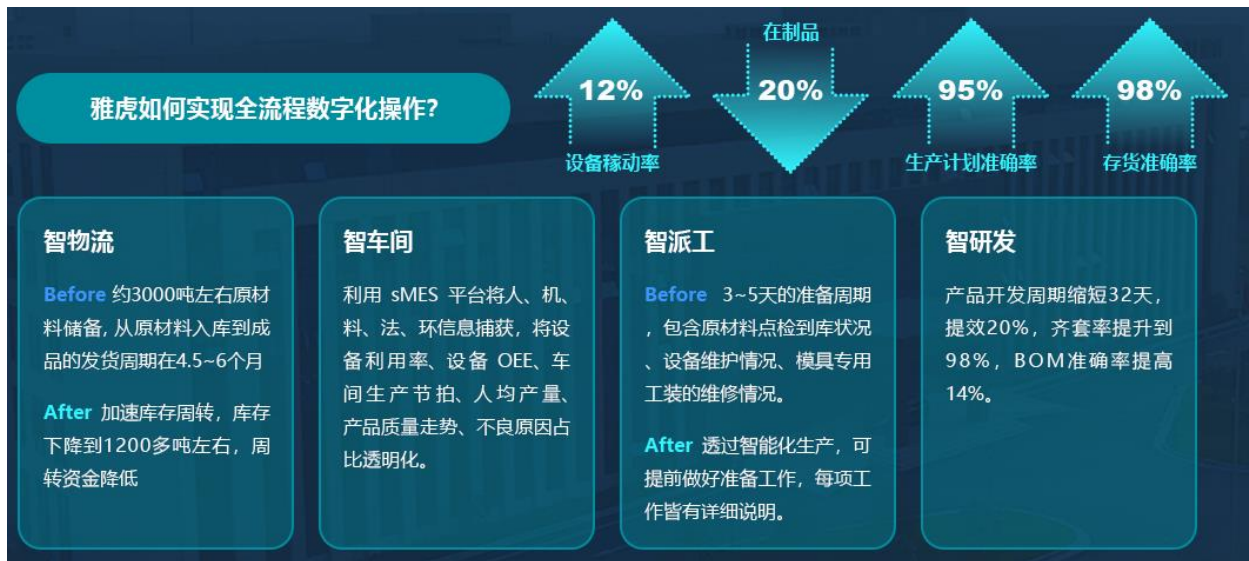 在制品
12%
20%
95%
98%
雅虎如何实现全流程数字化操作?
设备稼动率
生产计划准确率
存货准确率
智物流
Before 约3000吨左右原材
料储备, 从原材料入库到成
品的发货周期在4.5~6个月
After 加速库存周转，库存
下降到1200多吨左右，周
转资金降低
智车间
利用 sMES 平台将人、机、
料、法、环信息捕获，将设
备利用率、设备 OEE、车
间生产节拍、人均产量、
产品质量走势、不良原因占
比透明化。
智派工
Before 3~5天的准备周期
，包含原材料点检到库状况
、设备维护情况、模具专用
工装的维修情况。
After 透过智能化生产，可
提前做好准备工作，每项工
作皆有详细说明。
智研发
产品开发周期缩短32天，
提效20%，齐套率提升到
98%，BOM准确率提高
14%。